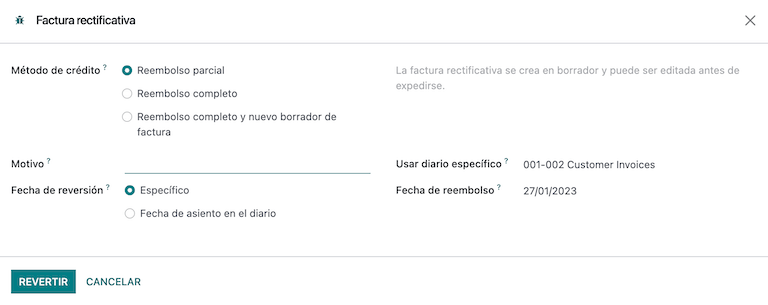 Factura rectificativa
Método de crédito ?
Reembolso parcial
Reembolso completo
Reembolso completo y nuevo borrador de
factura
La factura rectificativa se crea en borrador y puede ser editada antes de
expedirse.
Motivo ?
Usar diario específico ? 001-002 Customer Invoices
Fecha de reversión ?
Específico
Fecha de asiento en el diario
Fecha de reembolso ? 27/01/2023
REVERTIR CANCELAR